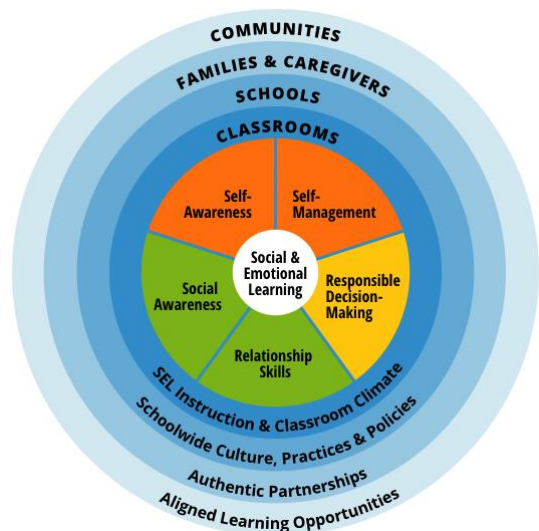 COMMUNITIES
FAMILIES & CAREGIVERS
SCHOOLS
CLASSROOMS
Self-
Awareness
Self-
Management
Social &
Emotional
Learning
Social
Awareness
Responsible
Decision-
Making
Relationship
Skills
SEL Instruction & Classroom Climate
Schoolwide Culture, Practices & Policies
Authentic Partnerships
Aligned Learning Opportunities